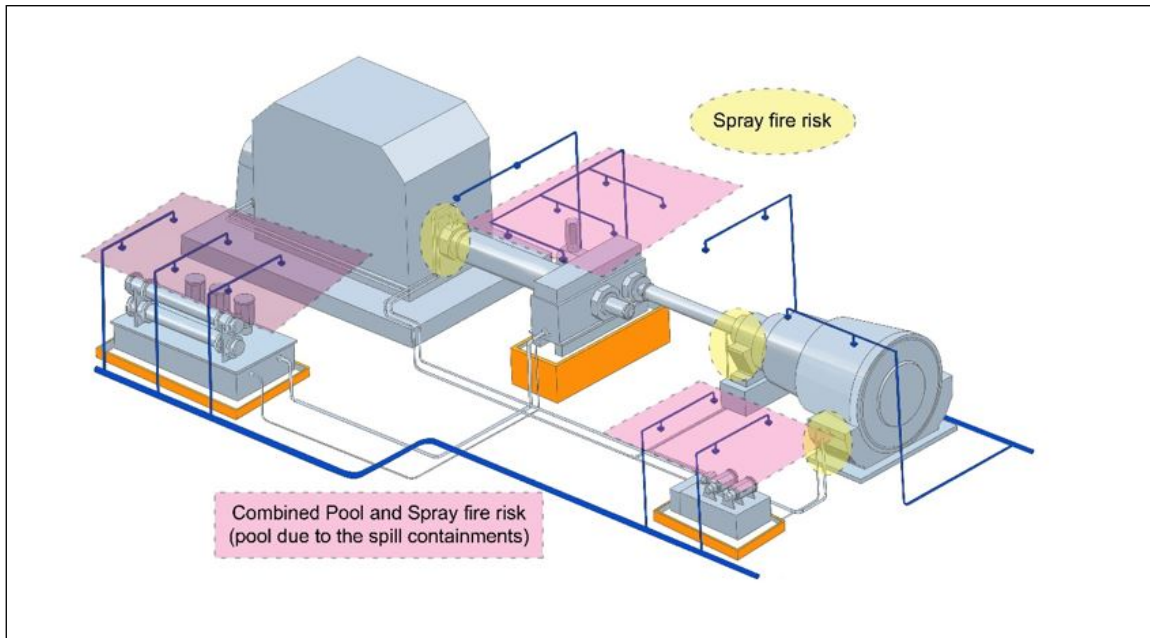 Spray fire risk
Combined Pool and Spray fire risk
(pool due to the spill containments)